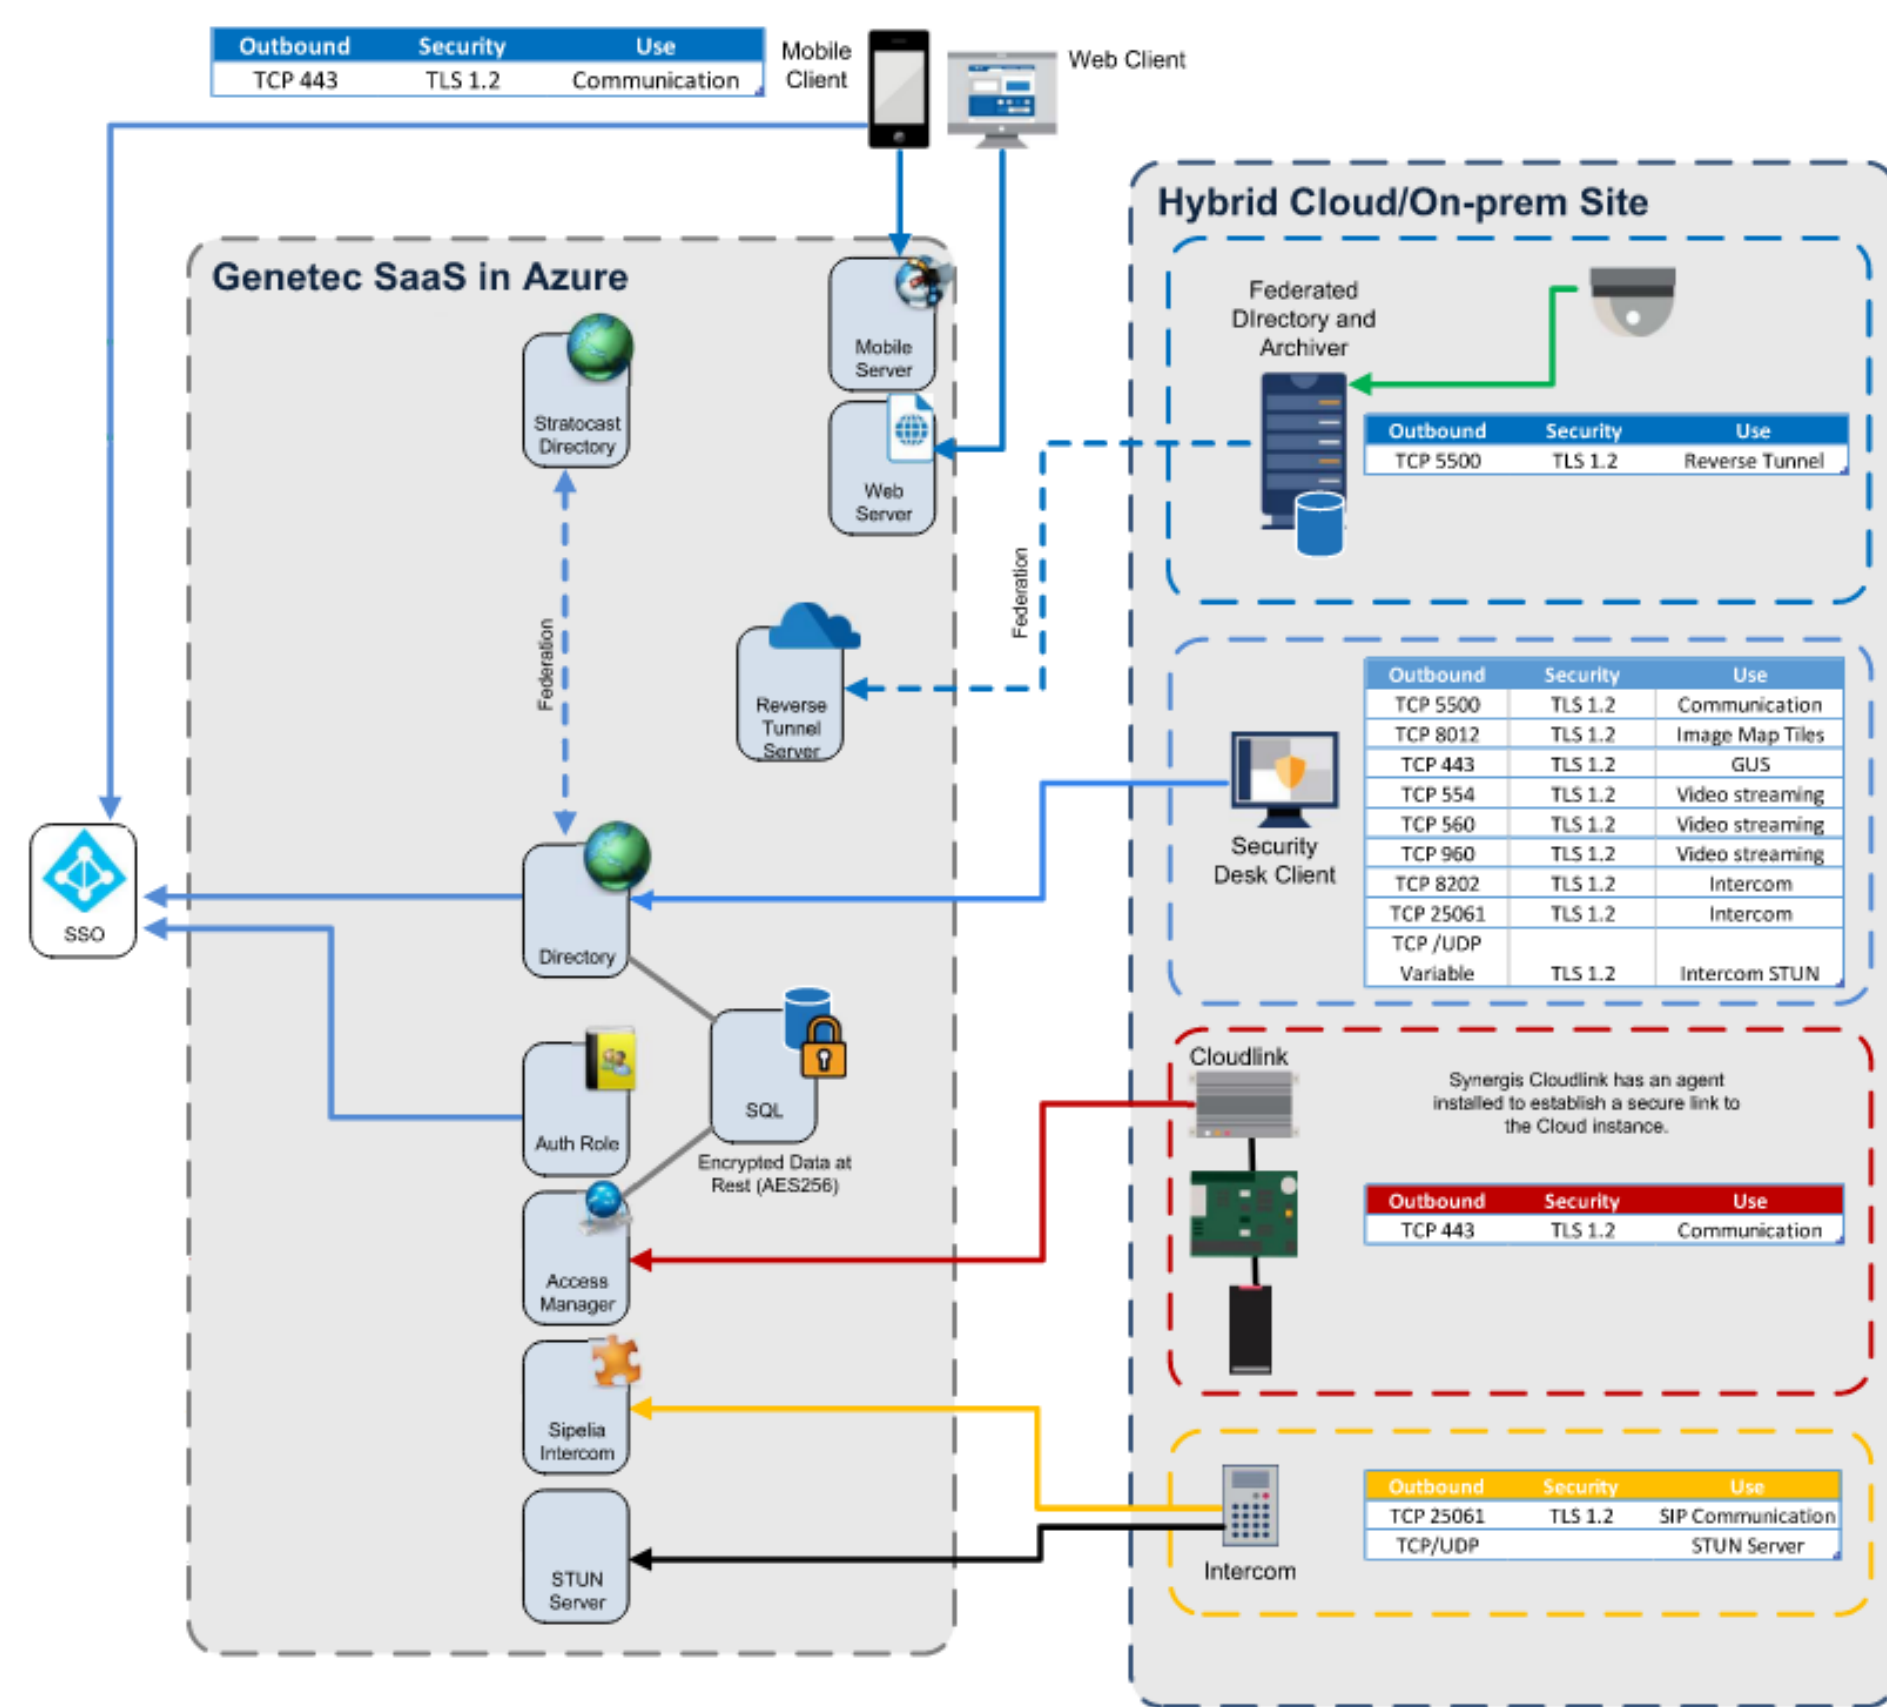 Outbound Security Use
TCP 443 TLS 1.2 Communication
Mobile
Client
Web Client
Genetec SaaS in Azure
Stratocast
Directory
Mobile
Server
Web
Server
Federation
Federation
Reverse
Tunnel
Server
SSO
Directory
SQL
Encrypted Data at
Rest (AES256)
Auth Role
Access
Manager
Sipelia
Intercom
STUN
Server
Hybrid Cloud/On-prem Site
Federated
DIrectory and
Archiver
Outbound Security Use
TCP 5500 TLS 1.2 Reverse Tunnel
Security
Desk Client
Outbound Security Use
TCP 5500 TLS 1.2 Communication
TCP 8012 TLS 1.2 Image Map Tiles
TCP 443 TLS 1.2 GUS
TCP 554 TLS 1.2 Video streaming
TCP 560 TLS 1.2 Video streaming
TCP 960 TLS 1.2 Video streaming
TCP 8202 TLS 1.2 Intercom
TCP 25061 TLS 1.2 Intercom
TCP /UDP
Variable TLS 1.2 Intercom STUN
Cloudlink
Synergis Cloudlink has an agent
installed to establish a secure link to
the Cloud instance.
Outbound Security Use
TCP 443 TLS 1.2 Communication
Intercom
Outbound Security Use
TCP 25061 TLS 1.2 SIP Communication
TCP/UDP STUN Server